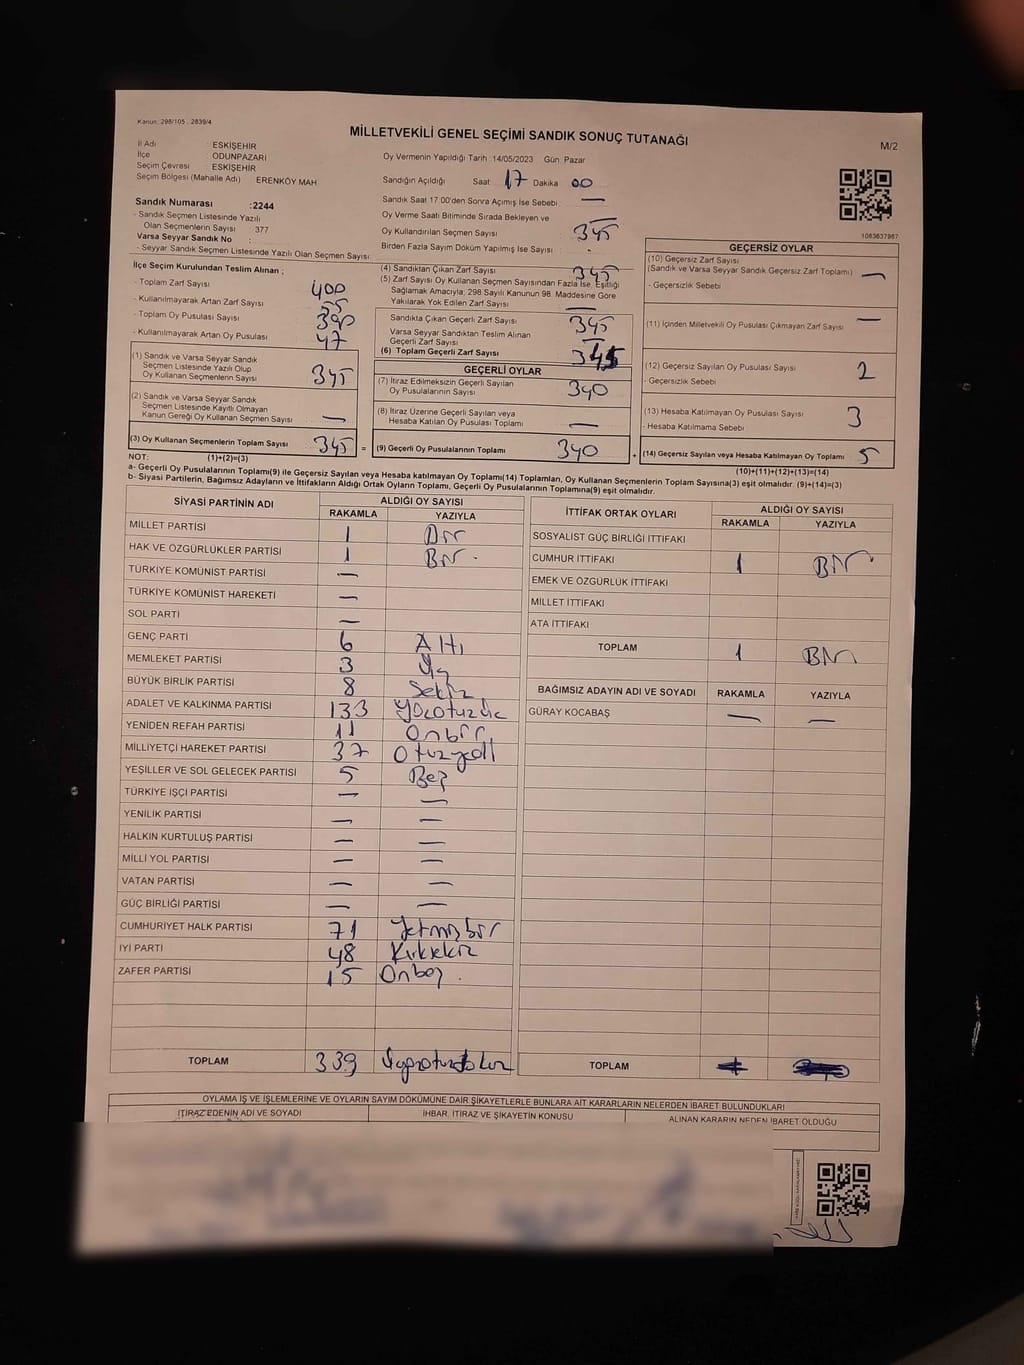 Kanun: 298/105 , 2839/4
MİLLETVEKİLİ GENEL SEÇİMİ SANDIK SONUÇ TUTANAĞI
M/2
İl Adı : ESKİŞEHİR
İlçe : ODUNPAZARI
Seçim Çevresi : ESKİŞEHİR
Seçim Bölgesi (Mahalle Adı) : ERENKÖY MAH
Oy Vermenin Yapıldığı Tarih :14/05/2023 Gün :Pazar
Sandığın Açıldığı Saat : 17 Dakika : 00
Sandık Saat 17:00'den Sonra Açılmış İse Sebebi : —
Sandık Numarası :2244
- Sandık Seçmen Listesinde Yazılı
Olan Seçmenlerin Sayısı : 377
Varsa Seyyar Sandık No :
- Seyyar Sandık Seçmen Listesinde Yazılı Olan Seçmen Sayısı:
Oy Verme Saati Bitiminde Sırada Bekleyen ve
Oy Kullandırılan Seçmen Sayısı : 345
Birden Fazla Sayım Döküm Yapılmış İse Sayısı :
1083637987
İlçe Seçim Kurulundan Teslim Alınan ;
- Toplam Zarf Sayısı : 400
- Kullanılmayarak Artan Zarf Sayısı : 55
- Toplam Oy Pusulası Sayısı :
- Kullanılmayarak Artan Oy Pusulası : 47
(1) Sandık ve Varsa Seyyar Sandık
Seçmen Listesinde Yazılı Olup
Oy Kullanan Seçmenlerin Sayısı : 345
(2) Sandık ve Varsa Seyyar Sandık
Seçmen Listesinde Kayıtlı Olmayan
Kanun Gereği Oy Kullanan Seçmen Sayısı : —
(3) Oy Kullanan Seçmenlerin Toplam Sayısı : 345 =
(4) Sandıktan Çıkan Zarf Sayısı : 345
(5) Zarf Sayısı Oy Kullanan Seçmen Sayısından Fazla İse, Eşitliği
Sağlamak Amacıyla; 298 Sayılı Kanunun 98. Maddesine Göre
Yakılarak Yok Edilen Zarf Sayısı : —
Sandıkta Çıkan Geçerli Zarf Sayısı : 345
Varsa Seyyar Sandıktan Teslim Alınan
Geçerli Zarf Sayısı : —
(6) Toplam Geçerli Zarf Sayısı : 345
GEÇERLİ OYLAR
(7) İtiraz Edilmeksizin Geçerli Sayılan
Oy Pusulalarının Sayısı : 340
(8) İtiraz Üzerine Geçerli Sayılan veya
Hesaba Katılan Oy Pusulası Toplamı : —
(9) Geçerli Oy Pusulalarının Toplamı : 340 +
GEÇERSİZ OYLAR
(10) Geçersiz Zarf Sayısı
(Sandık ve Varsa Seyyar Sandık Geçersiz Zarf Toplamı) : —
- Geçersizlik Sebebi :
(11) İçinden Milletvekili Oy Pusulası Çıkmayan Zarf Sayısı : —
(12) Geçersiz Sayılan Oy Pusulası Sayısı : 2
- Geçersizlik Sebebi :
(13) Hesaba Katılmayan Oy Pusulası Sayısı : 3
- Hesaba Katılmama Sebebi :
(14) Geçersiz Sayılan veya Hesaba Katılmayan Oy Toplamı : 5
NOT: (1)+(2)=(3)
(10)+(11)+(12)+(13)=(14)
a- Geçerli Oy Pusulalarının Toplamı(9) ile Geçersiz Sayılan veya Hesaba katılmayan Oy Toplamı(14) Toplamları, Oy Kullanan Seçmenlerin Toplam Sayısına(3) eşit olmalıdır. (9)+(14)=(3)
b- Siyasi Partilerin, Bağımsız Adayların ve İttifakların Aldığı Ortak Oyların Toplamı, Geçerli Oy Pusulalarının Toplamına(9) eşit olmalıdır.
SİYASİ PARTİNİN ADI ALDIĞI OY SAYISI
RAKAMLA YAZIYLA
MİLLET PARTİSİ 1 Bir
HAK VE ÖZGÜRLÜKLER PARTİSİ 1 Bir
TÜRKİYE KOMÜNİST PARTİSİ —
TÜRKİYE KOMÜNİST HAREKETİ —
SOL PARTİ —
GENÇ PARTİ 6 Altı
MEMLEKET PARTİSİ 3 Üç
BÜYÜK BİRLİK PARTİSİ 8 Sekiz
ADALET VE KALKINMA PARTİSİ 133 Yüzotuzüç
YENİDEN REFAH PARTİSİ 11 Onbir
MİLLİYETÇİ HAREKET PARTİSİ 37 Otuzyedi
YEŞİLLER VE SOL GELECEK PARTİSİ 5 Beş
TÜRKİYE İŞÇİ PARTİSİ — —
YENİLİK PARTİSİ — —
HALKIN KURTULUŞ PARTİSİ — —
MİLLİ YOL PARTİSİ — —
VATAN PARTİSİ — —
GÜÇ BİRLİĞİ PARTİSİ — —
CUMHURİYET HALK PARTİSİ 71 Yetmişbir
İYİ PARTİ 48 Kırksekiz
ZAFER PARTİSİ 15 Onbeş
TOPLAM 339 Üçyüzotuzdokuz
İTTİFAK ORTAK OYLARI ALDIĞI OY SAYISI
RAKAMLA YAZIYLA
SOSYALİST GÜÇ BİRLİĞİ İTTİFAKI
CUMHUR İTTİFAKI 1 Bir
EMEK VE ÖZGÜRLÜK İTTİFAKI
MİLLET İTTİFAKI
ATA İTTİFAKI
TOPLAM 1 Bir
BAĞIMSIZ ADAYIN ADI VE SOYADI RAKAMLA YAZIYLA
GÜRAY KOCABAŞ — —
TOPLAM
OYLAMA İŞ VE İŞLEMLERİNE VE OYLARIN SAYIM DÖKÜMÜNE DAİR ŞİKAYETLERLE BUNLARA AİT KARARLARIN NELERDEN İBARET BULUNDUKLARI
İTİRAZ EDENİN ADI VE SOYADI İHBAR, İTİRAZ VE ŞİKAYETİN KONUSU ALINAN KARARIN NEDEN İBARET OLDUĞU